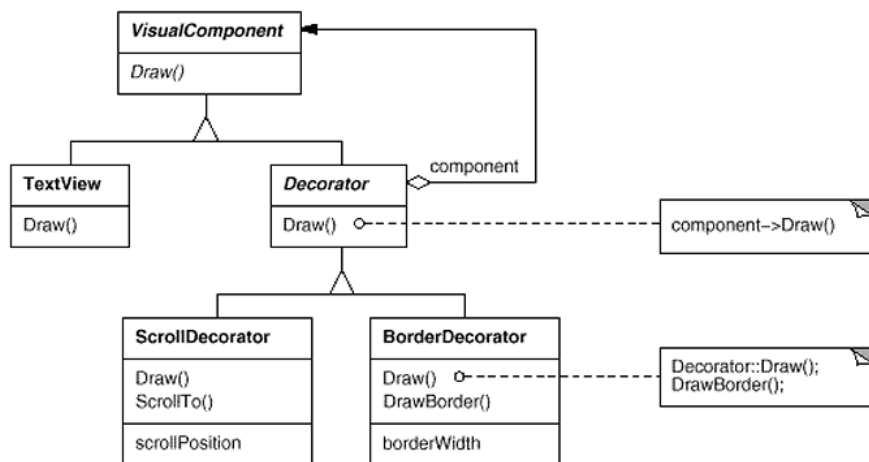 VisualComponent
Draw()
component
TextView
Draw()
Decorator
Draw()
component->Draw()
ScrollDecorator
Draw()
ScrollTo()
scrollPosition
BorderDecorator
Draw()
DrawBorder()
borderWidth
Decorator::Draw();
DrawBorder();